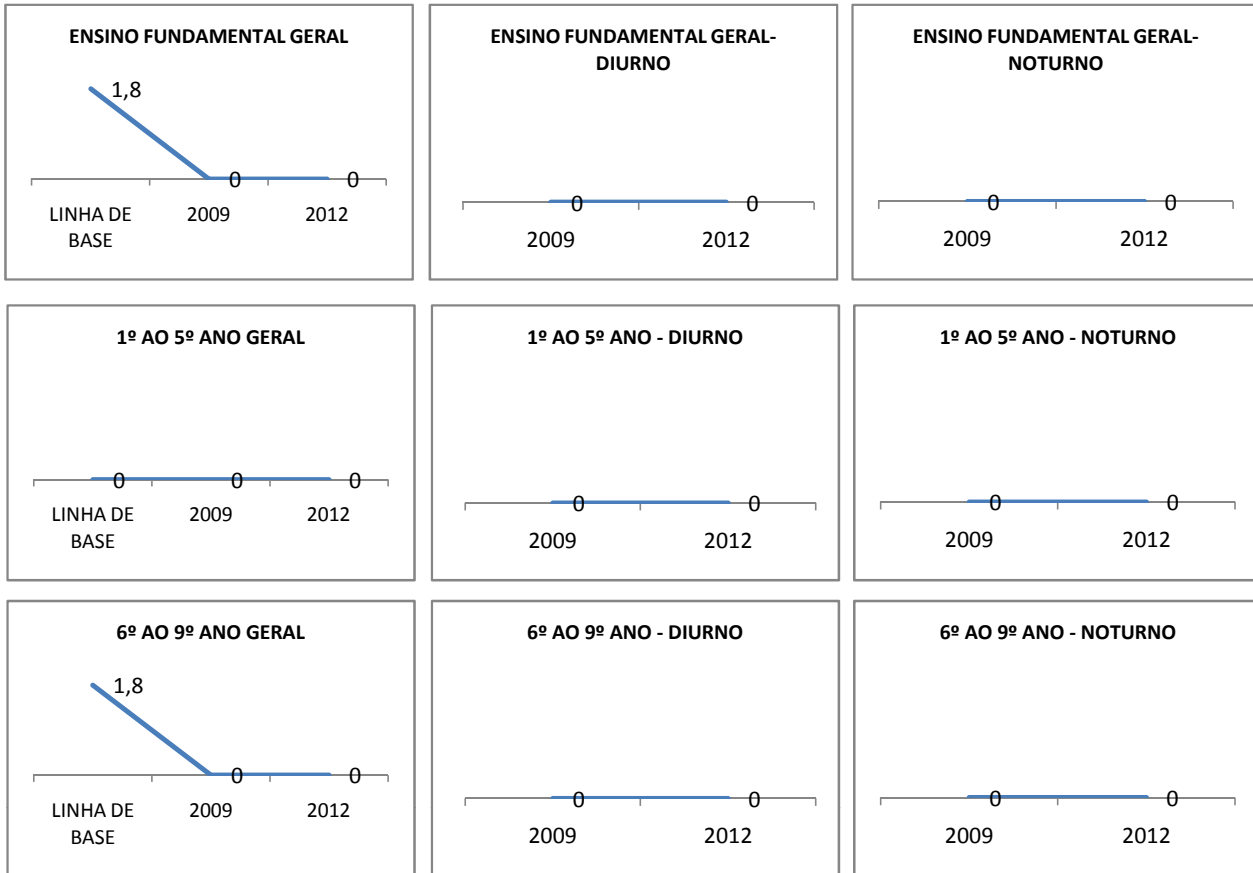 ENSINO FUNDAMENTAL GERAL
1,8
0
0
LINHA DE
BASE
2009
2012
ENSINO FUNDAMENTAL GERAL-
DIURNO
0
0
2009
2012
ENSINO FUNDAMENTAL GERAL-
NOTURNO
0
0
2009
2012
1º AO 5º ANO GERAL
0
0
0
LINHA DE
BASE
2009
2012
1º AO 5º ANO - DIURNO
0
0
2009
2012
1º AO 5º ANO - NOTURNO
0
0
2009
2012
6º AO 9º ANO GERAL
1,8
0
0
LINHA DE
BASE
2009
2012
6º AO 9º ANO - DIURNO
0
0
2009
2012
6º AO 9º ANO - NOTURNO
0
0
2009
2012